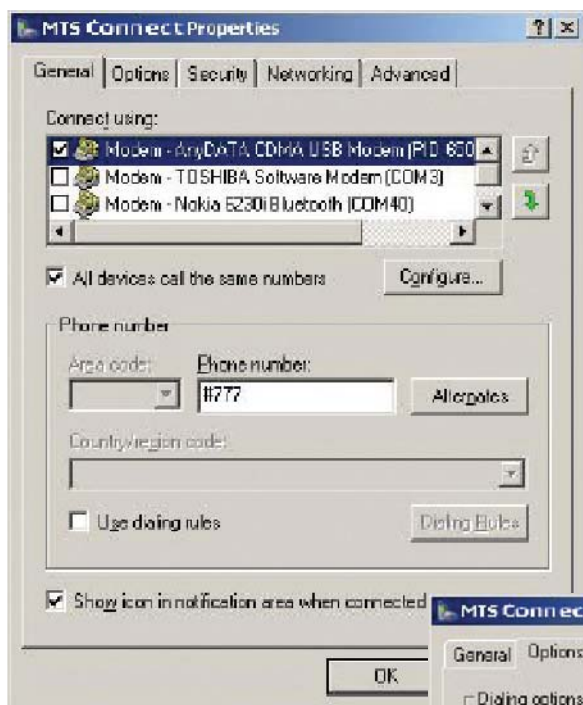 MTS Connect Properties
General Options Security Networking Advanced
Connect using:
Modem - AnyDATA CDMA USB Modem (PID 650
Modem - TOSHIBA Software Modem (COM3)
Modem - Nokia 6230i Bluetooth (COM40)
All devices call the same numbers
Configure...
Phone number
Area code: Phone number:
#777
Alternates
Country/region code:
Use dialing rules
Dialing Rules
Show icon in notification area when connected
OK
MTS Connec
General Options
Dialing options